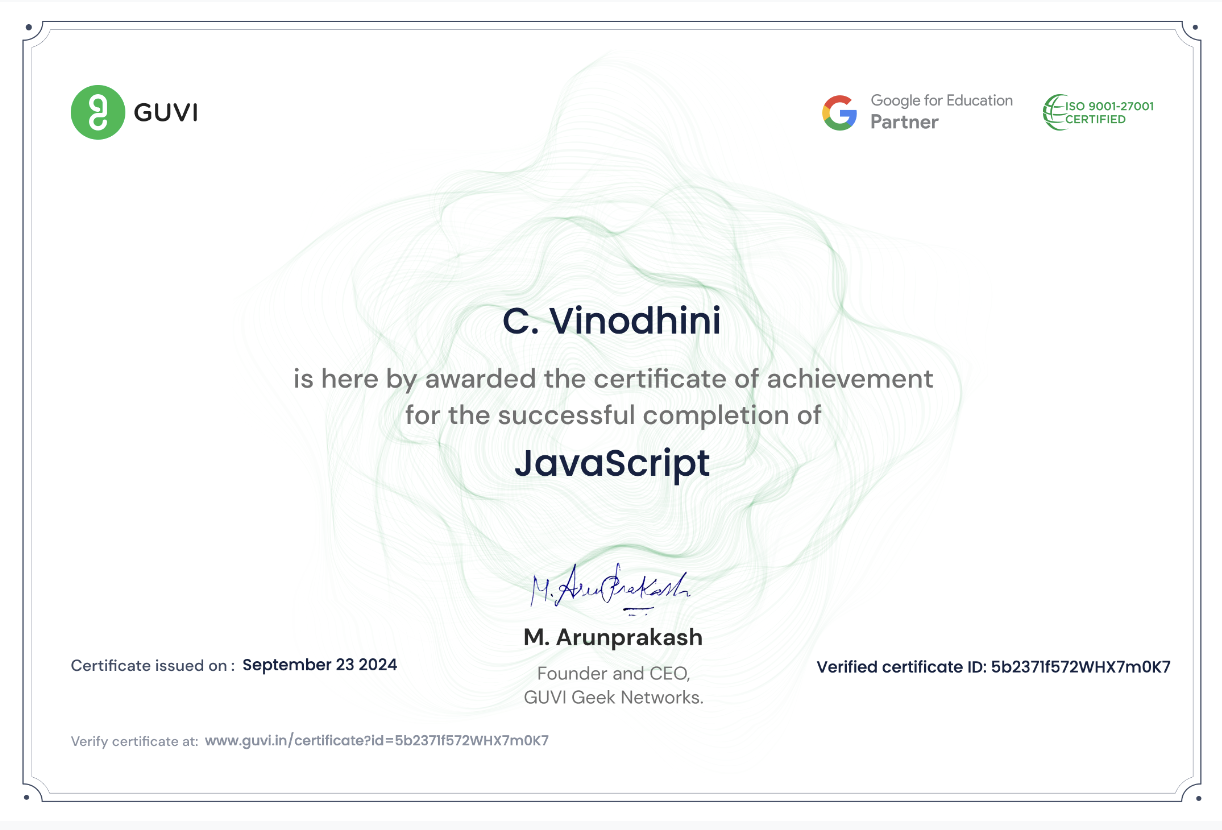 GUVI
Google for Education
Partner
ISO 9001-27001
CERTIFIED
C. Vinodhini
is here by awarded the certificate of achievement
for the successful completion of
JavaScript
M. Arunprakash
M. Arunprakash
Founder and CEO,
GUVI Geek Networks.
Certificate issued on : September 23 2024
Verified certificate ID: 5b2371f572WHX7m0K7
Verify certificate at: www.guvi.in/certificate?id=5b2371f572WHX7m0K7